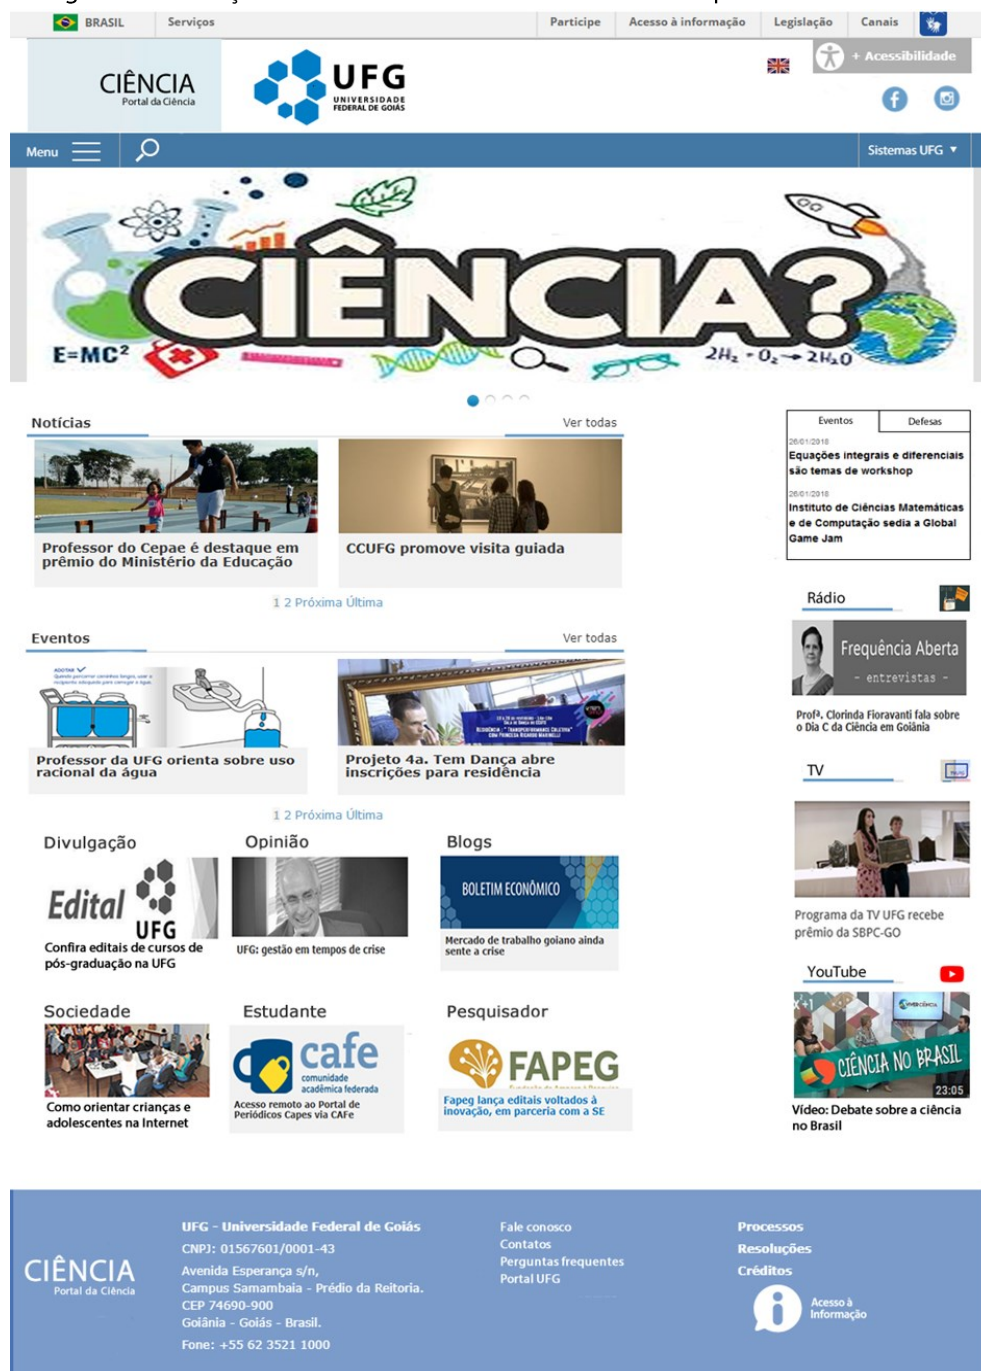 BRASIL
Serviços
Participe
Acesso à informação
Legislação
Canais
CIÊNCIA
Portal da Ciência
UFG
UNIVERSIDADE
FEDERAL DE GOIÁS
+ Acessibilidade
Menu
Sistemas UFG
CIÊNCIA?
E=MC²
2H₂ + O₂ → 2H₂O
Notícias
Ver todas
Professor do Cepae é destaque em
prêmio do Ministério da Educação
CCUFG promove visita guiada
1 2 Próxima Última
Eventos
Defesas
26/01/2018
Equações integrais e diferenciais
são temas de workshop
26/01/2018
Instituto de Ciências Matemáticas
e de Computação sedia a Global
Game Jam
Rádio
Frequência Aberta
- entrevistas -
Profª. Clorinda Fioravanti fala sobre
o Dia C da Ciência em Goiânia
Eventos
Ver todas
ADOTAR
Professor da UFG orienta sobre uso
racional da água
Projeto 4a. Tem Dança abre
inscrições para residência
1 2 Próxima Última
TV
Programa da TV UFG recebe
prêmio da SBPC-GO
YouTube
CIÊNCIA NO BRASIL
23:05
Vídeo: Debate sobre a ciência
no Brasil
Divulgação
Edital
UFG
Confira editais de cursos de
pós-graduação na UFG
Opinião
UFG: gestão em tempos de crise
Blogs
BOLETIM ECONÔMICO
Mercado de trabalho goiano ainda
sente a crise
Sociedade
Como orientar crianças e
adolescentes na Internet
Estudante
cafe
comunidade
acadêmica federada
Acesso remoto ao Portal de
Periódicos Capes via CAFe
Pesquisador
FAPEG
Fapeg lança editais voltados à
inovação, em parceria com a SE
CIÊNCIA
Portal da Ciência
UFG - Universidade Federal de Goiás
CNPJ: 01567601/0001-43
Avenida Esperança s/n,
Campus Samambaia - Prédio da Reitoria.
CEP 74690-900
Goiânia - Goiás - Brasil.
Fone: +55 62 3521 1000
Fale conosco
Contatos
Perguntas frequentes
Portal UFG
Processos
Resoluções
Créditos
Acesso à
Informação